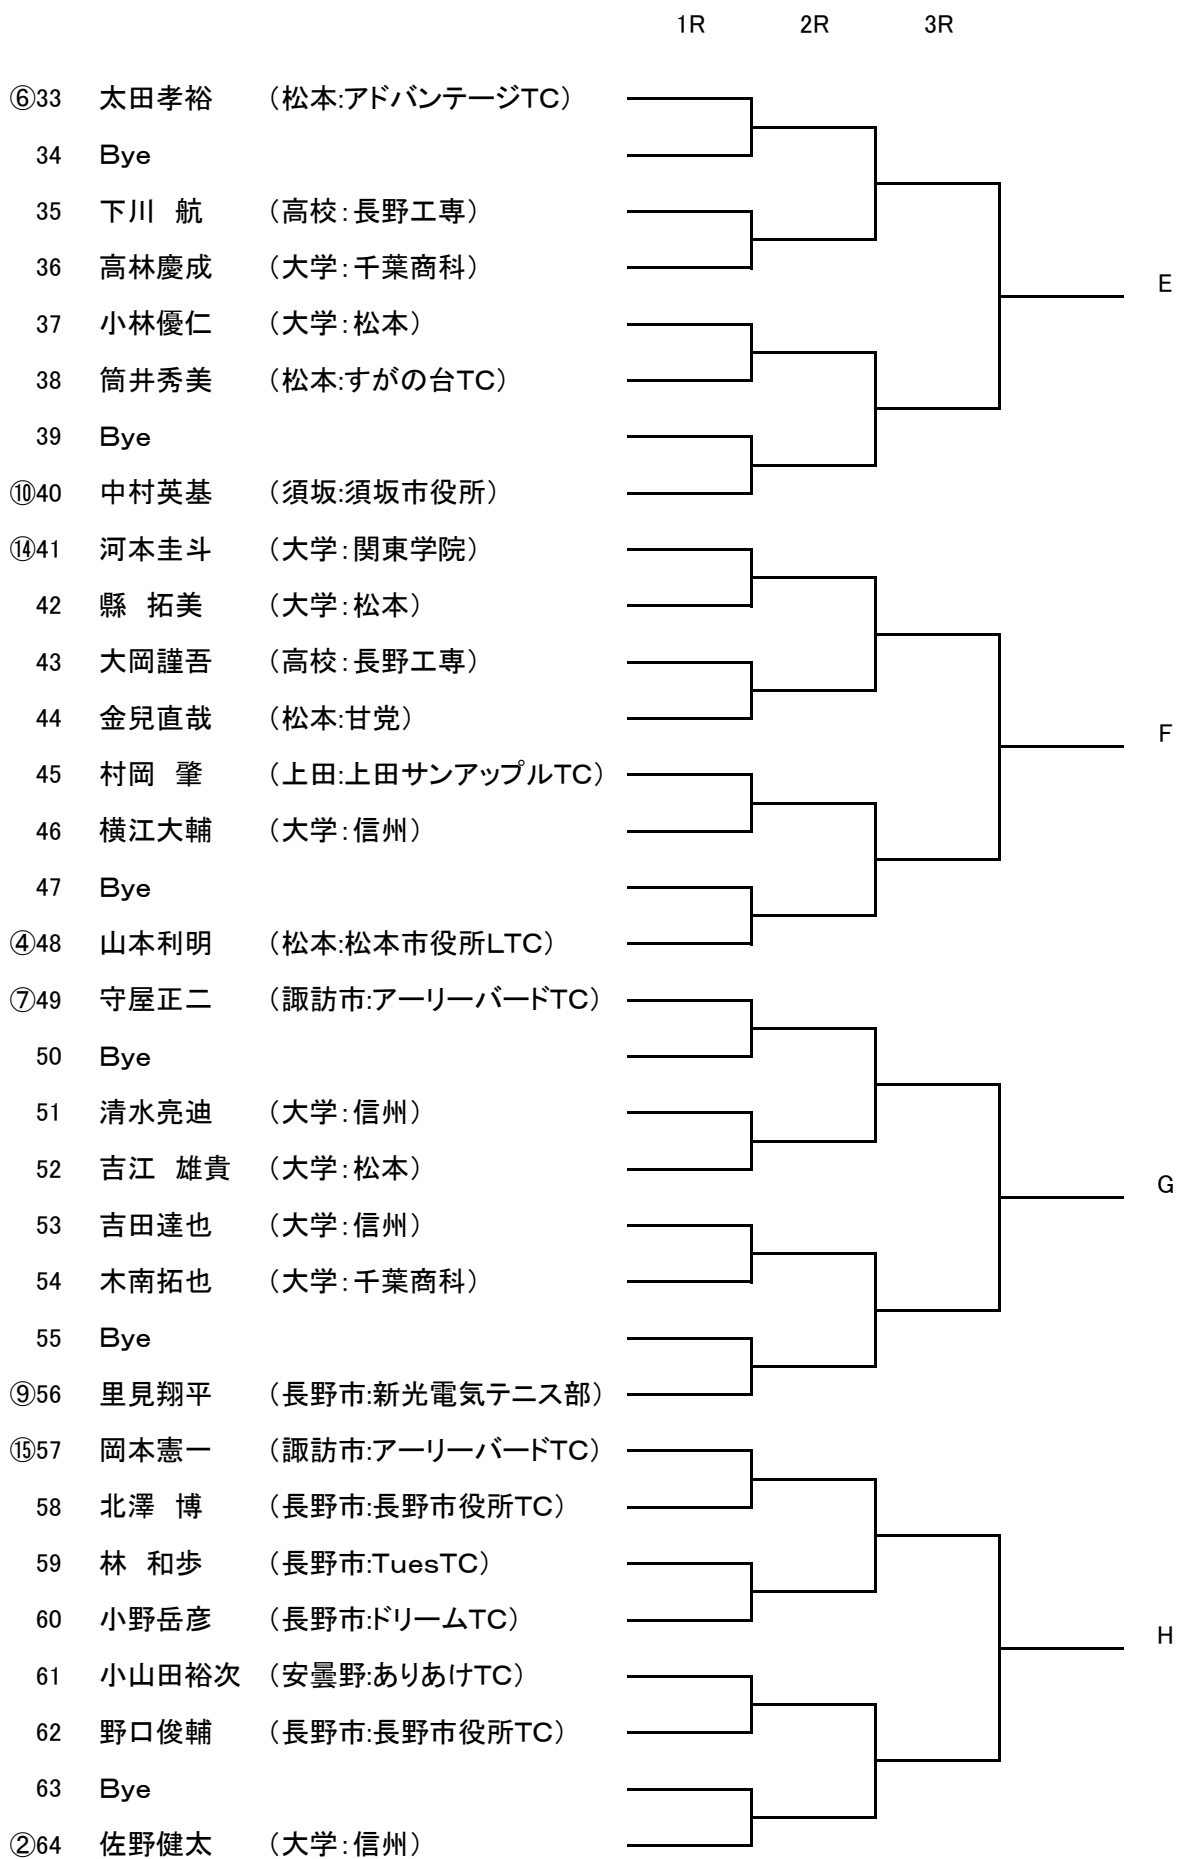 1R 2R 3R
⑥33 太田孝裕 （松本:アドバンテージTC）
34 Bye
35 下川 航 （高校：長野工専）
36 高林慶成 （大学：千葉商科）
E
37 小林優仁 （大学：松本）
38 筒井秀美 （松本:すがの台TC）
39 Bye
⑩40 中村英基 （須坂:須坂市役所）
⑭41 河本圭斗 （大学：関東学院）
42 縣 拓美 （大学：松本）
43 大岡謹吾 （高校：長野工専）
44 金兒直哉 （松本:甘党）
F
45 村岡 肇 （上田:上田サンアップルTC）
46 横江大輔 （大学：信州）
47 Bye
④48 山本利明 （松本:松本市役所LTC）
⑦49 守屋正二 （諏訪市:アーリーバードTC）
50 Bye
51 清水亮迪 （大学：信州）
52 吉江 雄貴 （大学：松本）
G
53 吉田達也 （大学：信州）
54 木南拓也 （大学：千葉商科）
55 Bye
⑨56 里見翔平 （長野市:新光電気テニス部）
⑮57 岡本憲一 （諏訪市:アーリーバードTC）
58 北澤 博 （長野市:長野市役所TC）
59 林 和歩 （長野市:TuesTC）
60 小野岳彦 （長野市:ドリームTC）
H
61 小山田裕次 （安曇野:ありあけTC）
62 野口俊輔 （長野市:長野市役所TC）
63 Bye
②64 佐野健太 （大学：信州）